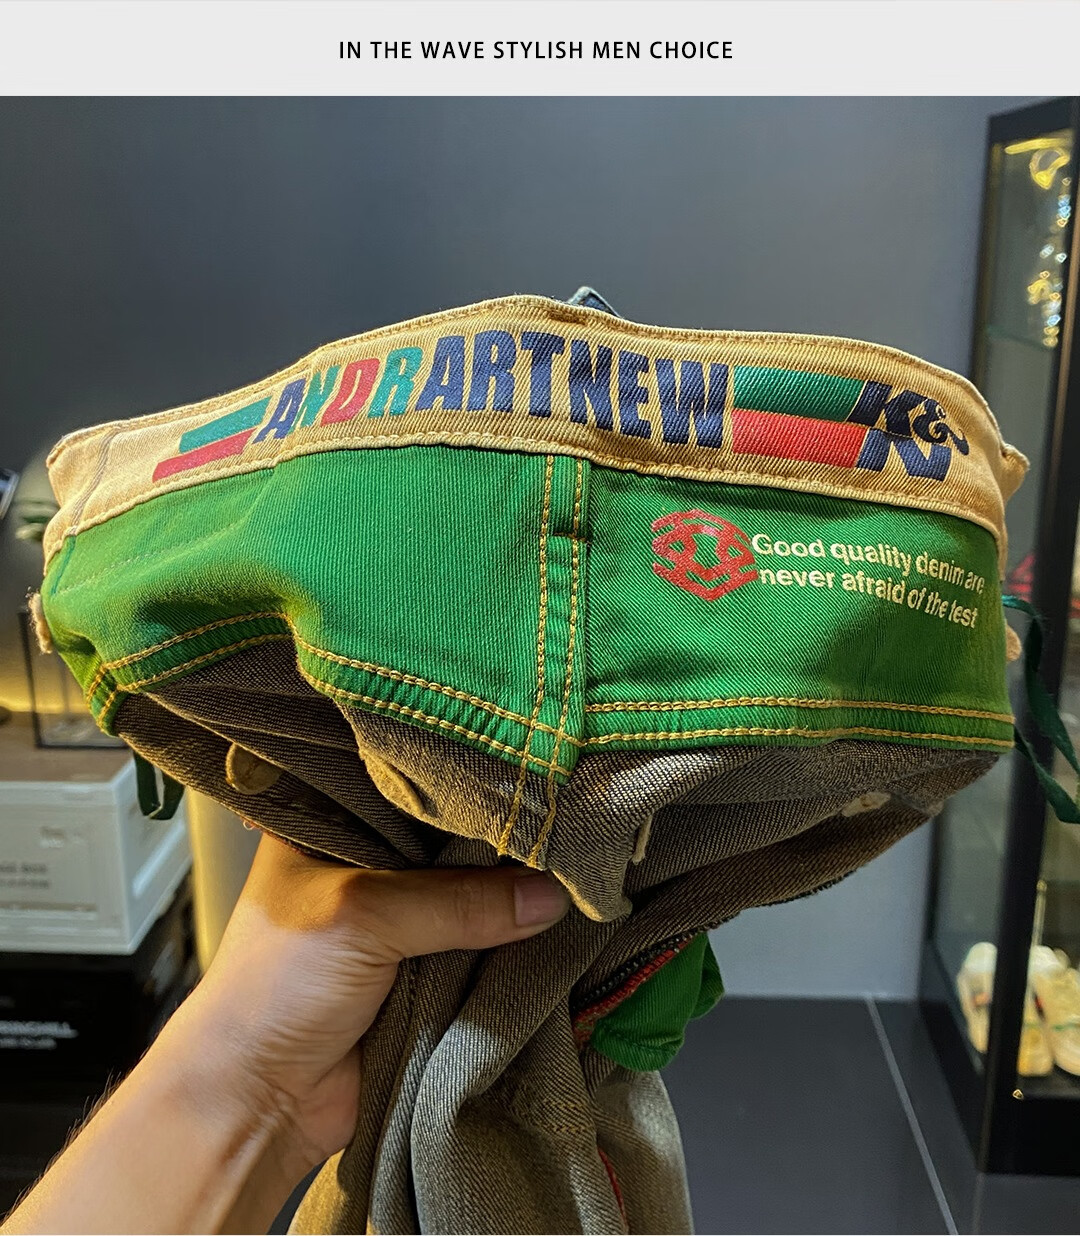 IN THE WAVE STYLISH MEN CHOICE
ANDRARTNEW
K&
N
Good quality denim are
never afraid of the test